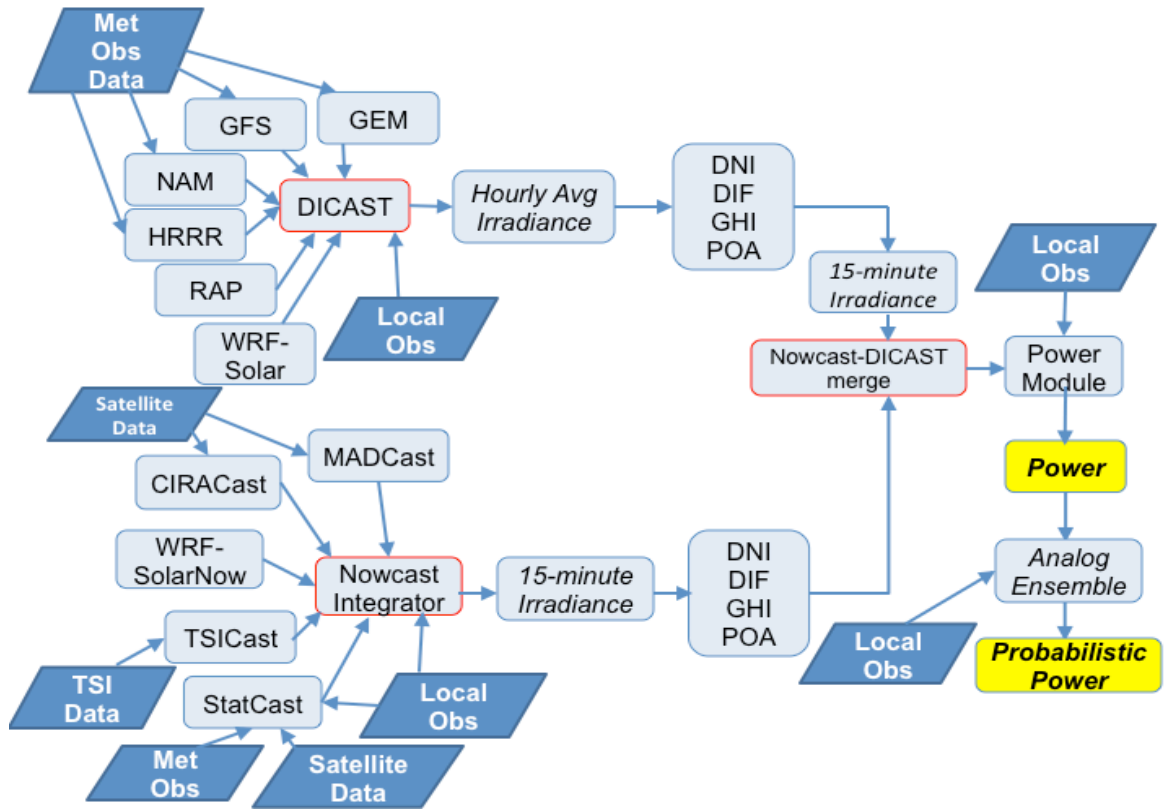 Met
Obs
Data
GFS
GEM
NAM
DICAST
HRRR
RAP
WRF-
Solar
Local
Obs
Hourly Avg
Irradiance
DNI
DIF
GHI
POA
15-minute
Irradiance
Local
Obs
Nowcast-DICAST
merge
Power
Module
Satellite
Data
MADCast
CIRACast
WRF-
SolarNow
Nowcast
Integrator
TSICast
TSI
Data
StatCast
Local
Obs
Met
Obs
Satellite
Data
15-minute
Irradiance
DNI
DIF
GHI
POA
Power
Analog
Ensemble
Local
Obs
Probabilistic
Power